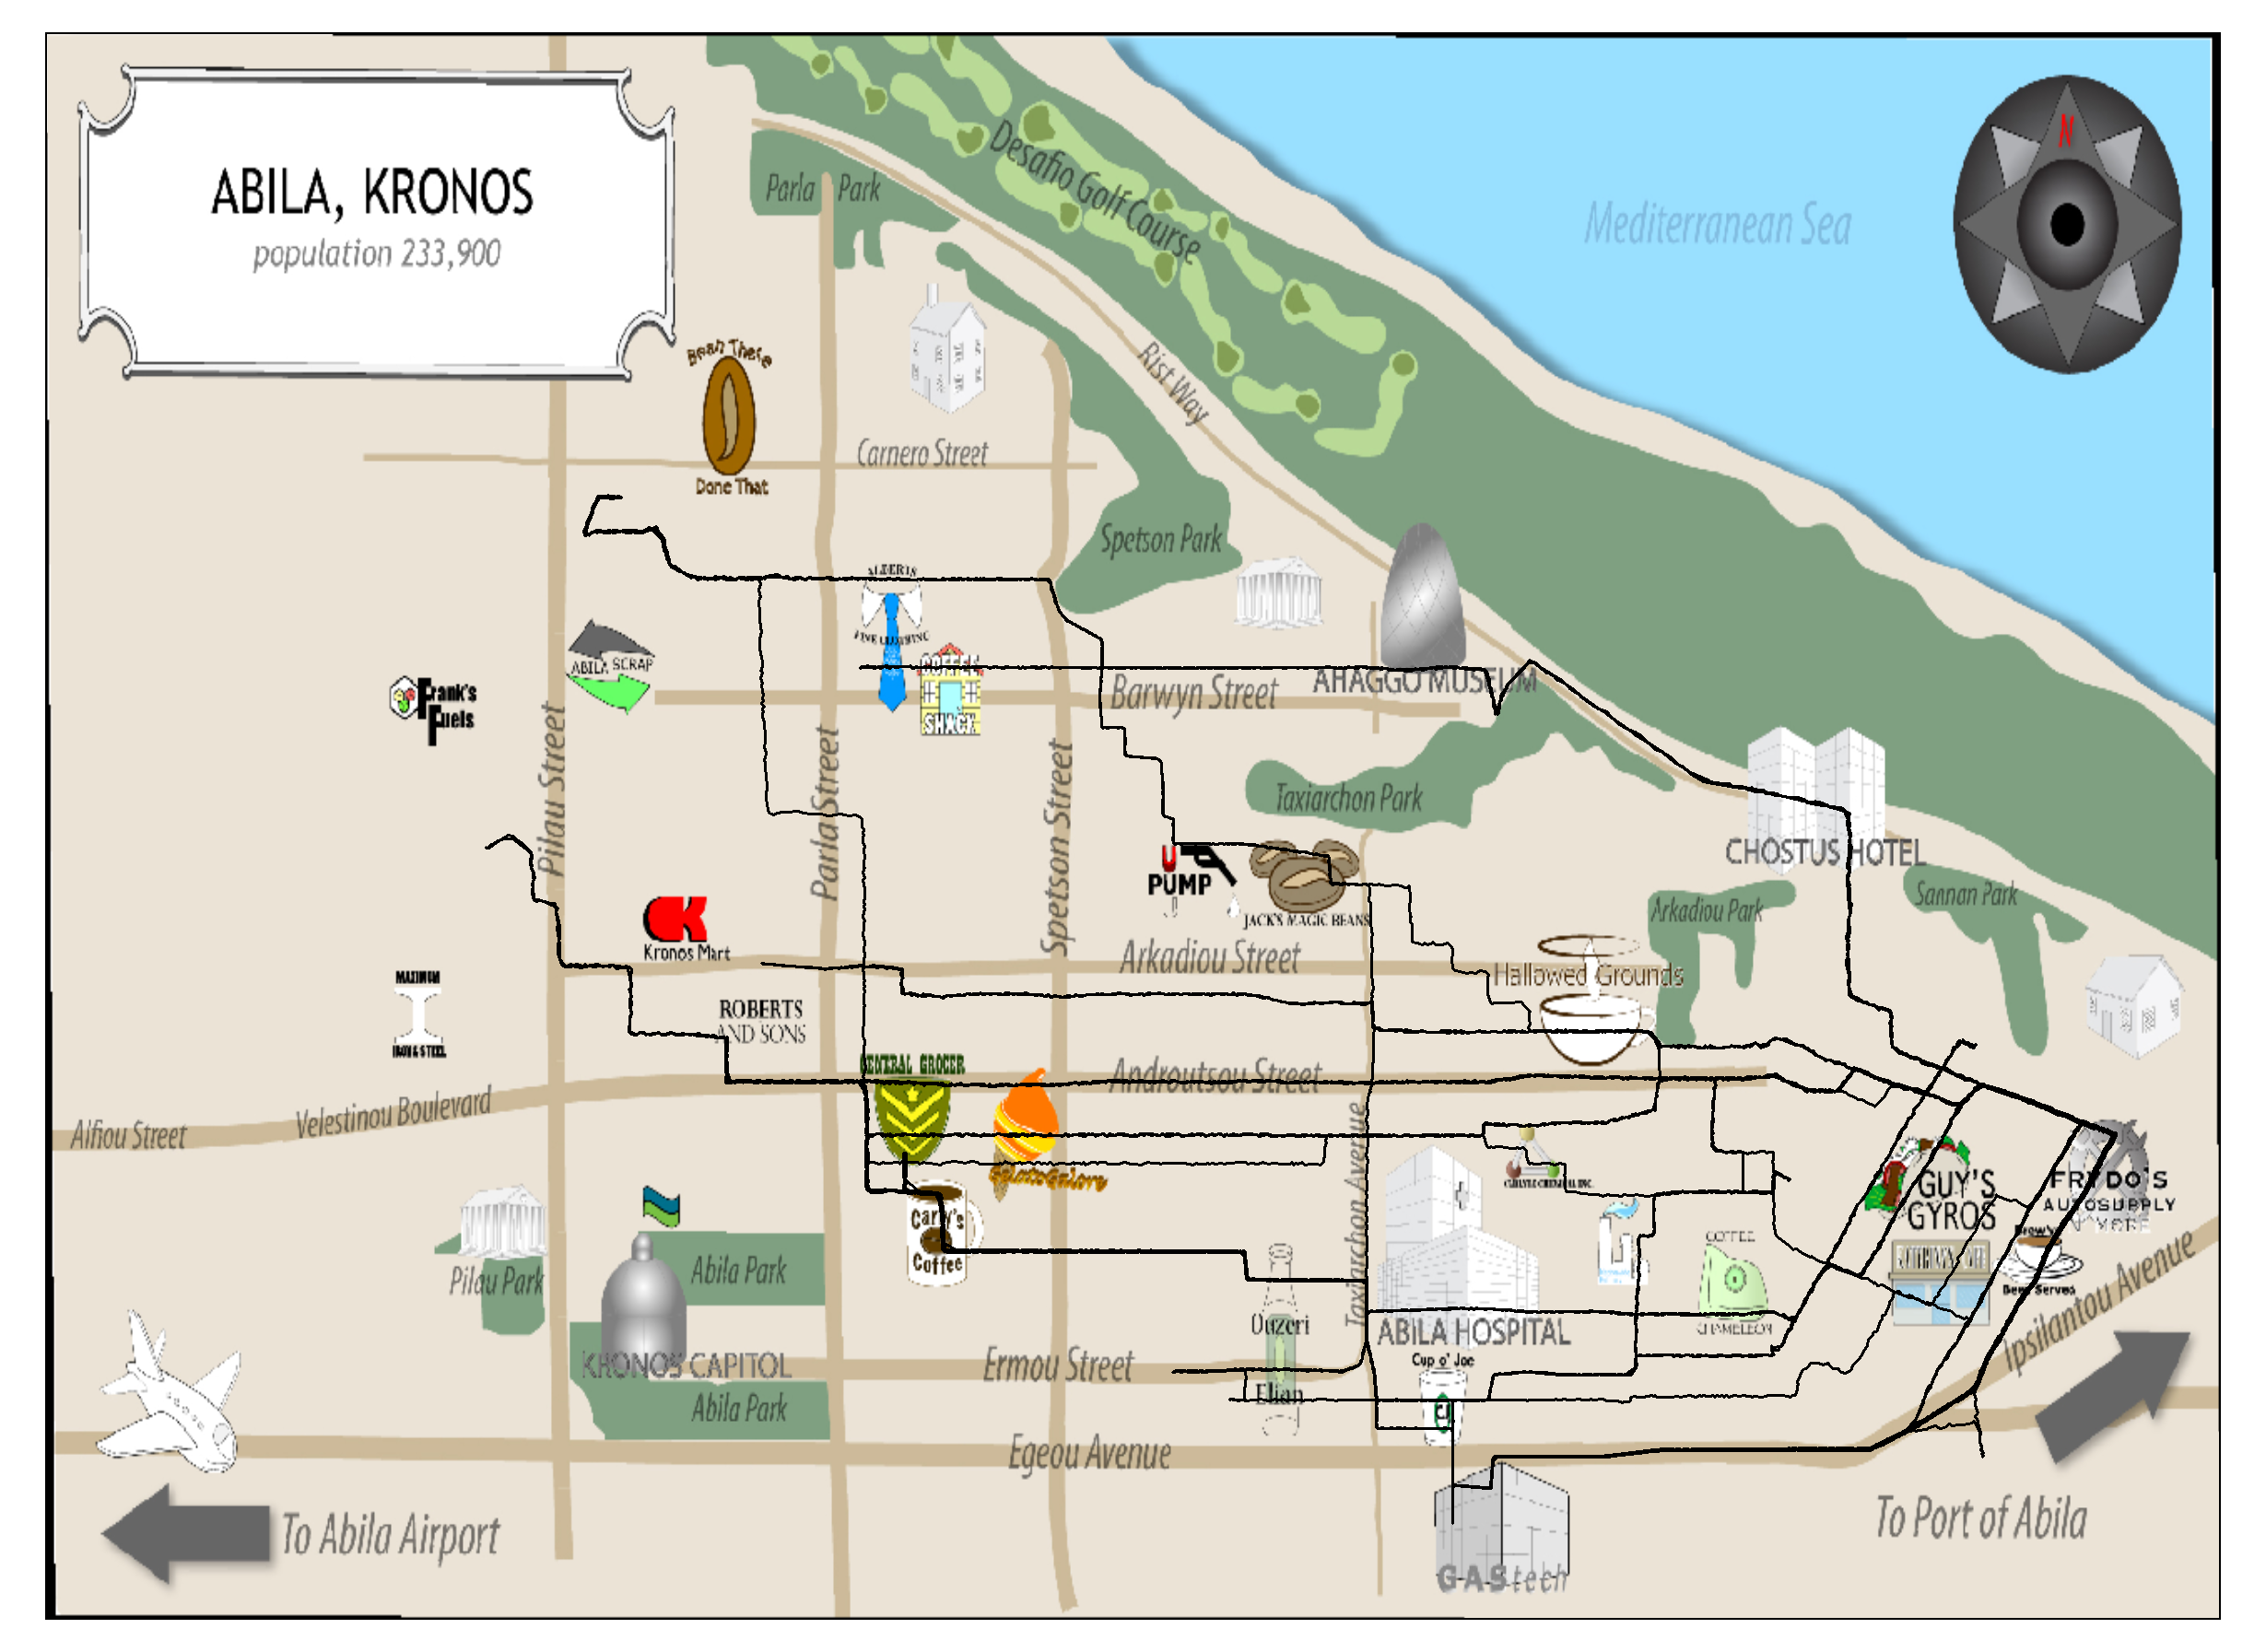 ABILA, KRONOS
population 233,900
N
Mediterranean Sea
Desafio Golf Course
Parla Park
Rist Way
Bean There
Done That
Carnero Street
Spetson Park
ALBERTS
FINE CLOTHING
ABILA SCRAP
Frank's
Fuels
COFFEE
SHACK
Barwyn Street
AHAGGO MUSEUM
Pilau Street
Parla Street
Spetson Street
Taxiarchon Park
CHOSTUS HOTEL
Sannan Park
Arkadiou Park
U
PUMP
JACK'S MAGIC BEANS
Kronos Mart
Arkadiou Street
Hallowed Grounds
MAXIMUM
IRON & STEEL
ROBERTS
AND SONS
GENERAL GROCER
Androutsou Street
Alfiou Street
Velestinou Boulevard
Taxiarchon Avenue
GelatoGalore
GUY'S
GYROS
FRYDO'S
AUTOSUPPLY
N' MORE
Carly's
Coffee
Brew've
Been Served
COFFEE
CHAMELEON
Pilau Park
Abila Park
Ouzeri
Elian
ABILA HOSPITAL
Cup o' Joe
CJ
Ipsilantou Avenue
KRONOS CAPITOL
Ermou Street
Abila Park
Egeou Avenue
To Abila Airport
To Port of Abila
GAStech